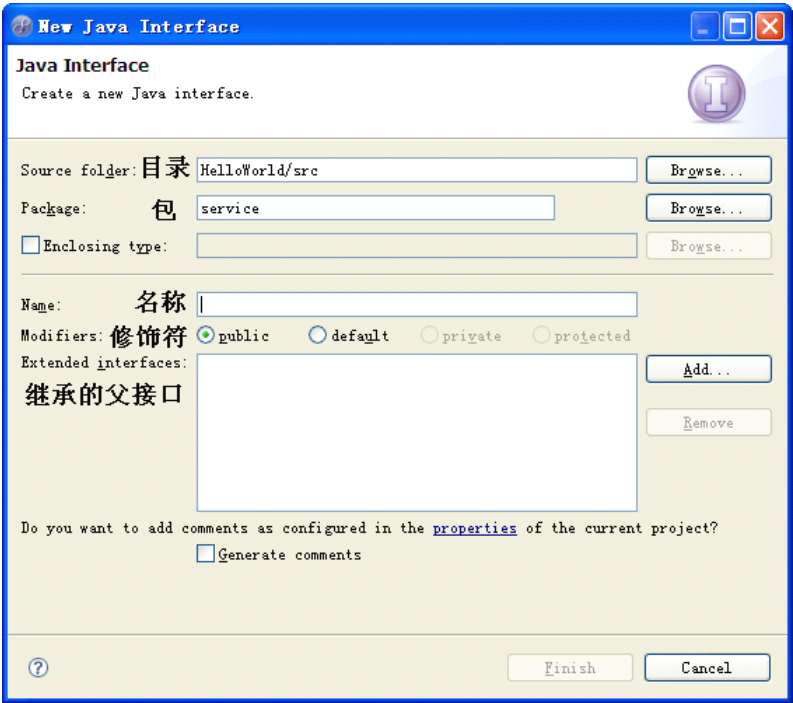 New Java Interface
Java Interface
Create a new Java interface.
Source folder: 目录 HelloWorld/src Browse...
Package: 包 service Browse...
Enclosing type: Browse...
Name: 名称
Modifiers: 修饰符 public default private protected
Extended interfaces: Add...
继承的父接口
Remove
Do you want to add comments as configured in the properties of the current project?
Generate comments
? Finish Cancel